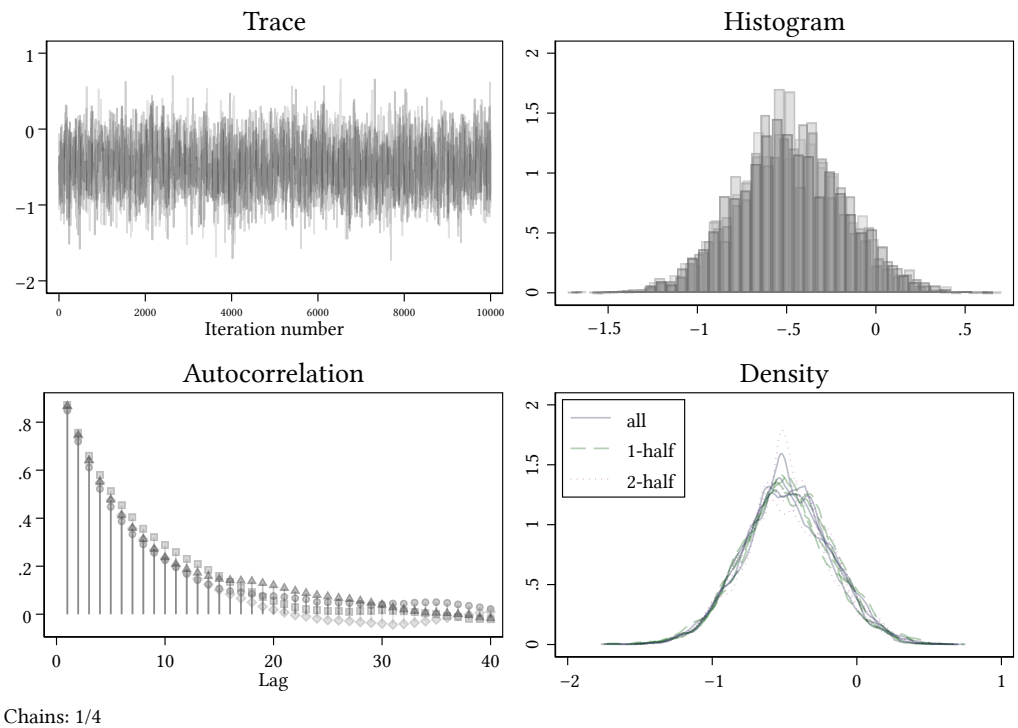 Trace
1
0
−1
−2
0 2000 4000 6000 8000 10000
Iteration number
Histogram
2
1.5
1
.5
0
−1.5 −1 −.5 0 .5
Autocorrelation
.8
.6
.4
.2
0
0 10 20 30 40
Lag
Density
2
1.5
1
.5
0
all
1-half
2-half
−2 −1 0 1
Chains: 1/4